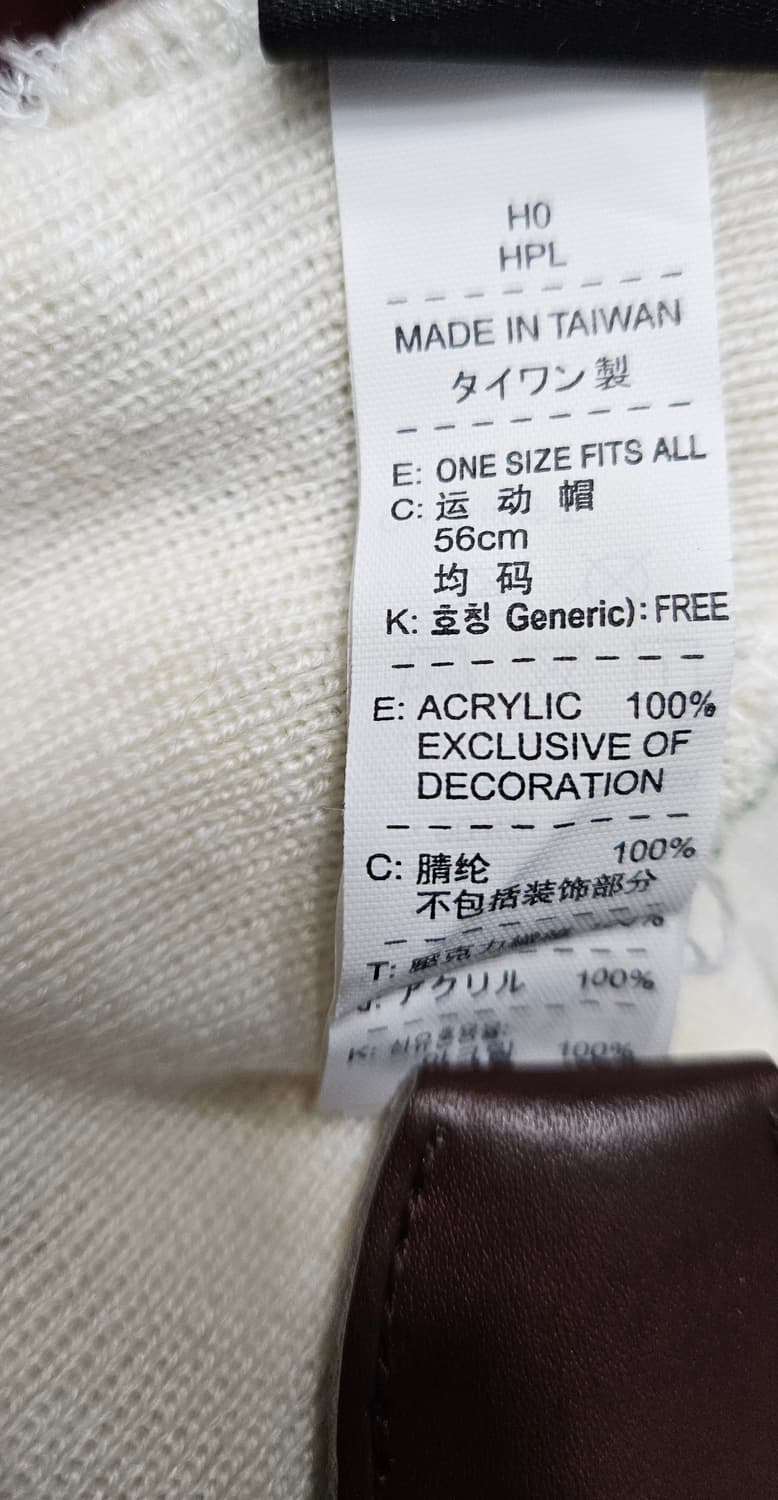 H0
HPL
MADE IN TAIWAN
タイワン製
E: ONE SIZE FITS ALL
C: 运 动 帽
56cm
均 码
K: 호칭 Generic): FREE
E: ACRYLIC 100%
EXCLUSIVE OF
DECORATION
C: 腈纶 100%
不包括装饰部分
T:
J: アクリル 100%
K: 100%